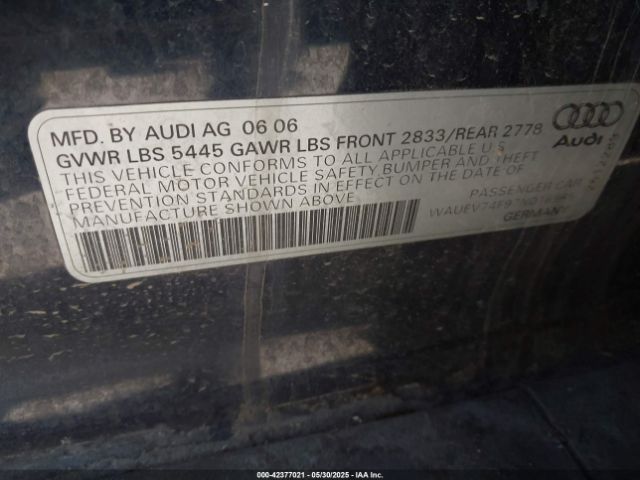 MFD. BY AUDI AG 06 06
GVWR LBS 5445 GAWR LBS FRONT 2833/REAR 2778
THIS VEHICLE CONFORMS TO ALL APPLICABLE U.S
FEDERAL MOTOR VEHICLE SAFETY BUMPER AND THEFT
PREVENTION STANDARDS IN EFFECT ON THE DATE OF
MANUFACTURE SHOWN ABOVE
PASSENGER CAR
GERMANY
Audi
000-42377021 - 05/30/2025 - IAA Inc.